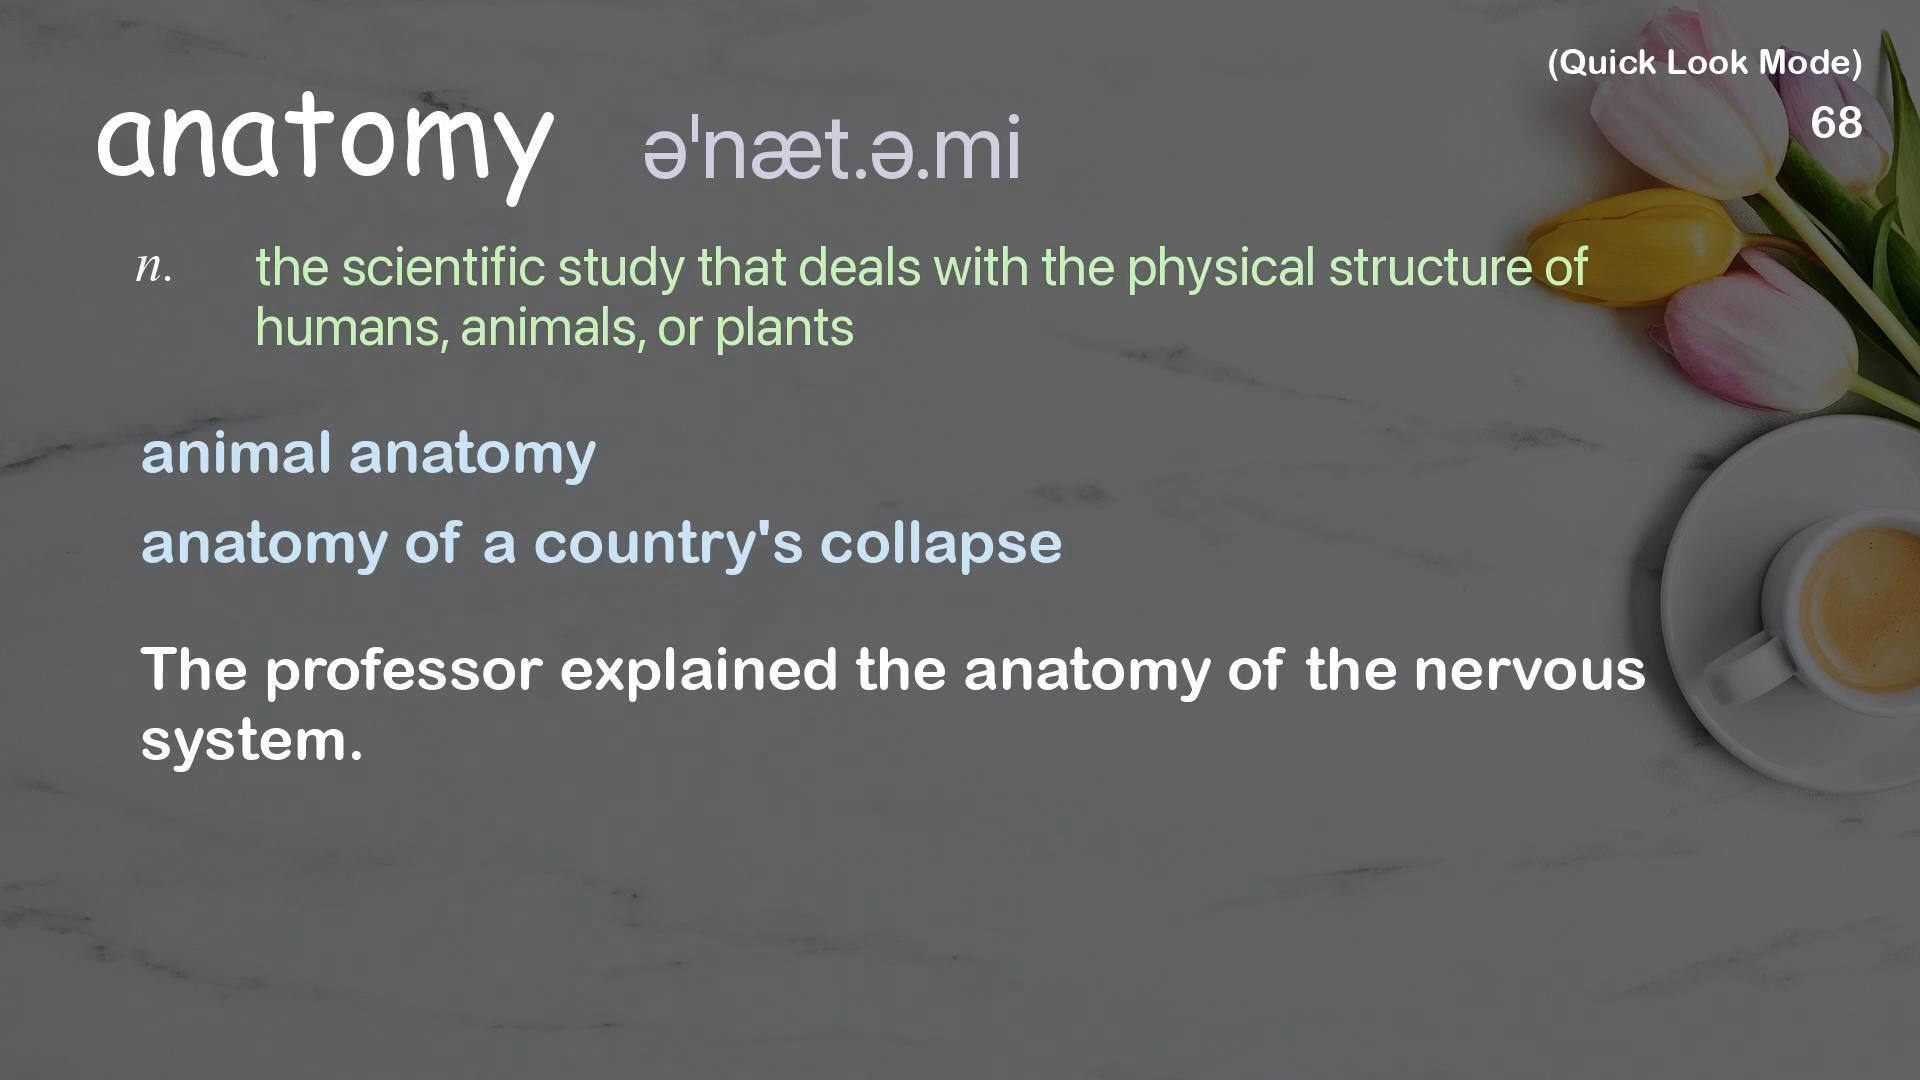 (Quick Look Mode)
68
anatomy əˈnæt.ə.mi
n. the scientific study that deals with the physical structure of
humans, animals, or plants
animal anatomy
anatomy of a country's collapse
The professor explained the anatomy of the nervous
system.